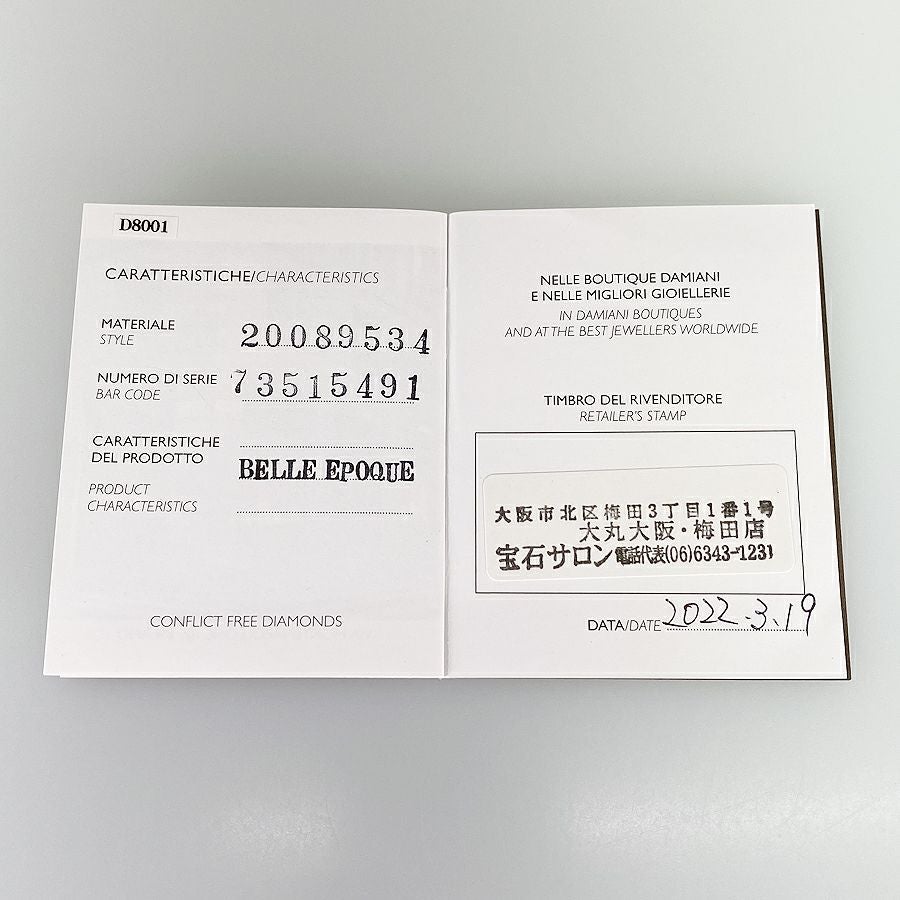 D8001
CARATTERISTICHE/CHARACTERISTICS
MATERIALE
STYLE
20089534
NUMERO DI SERIE
BAR CODE
73515491
CARATTERISTICHE
DEL PRODOTTO
BELLE EPOQUE
PRODUCT
CHARACTERISTICS
CONFLICT FREE DIAMONDS
NELLE BOUTIQUE DAMIANI
E NELLE MIGLIORI GIOIELLERIE
IN DAMIANI BOUTIQUES
AND AT THE BEST JEWELLERS WORLDWIDE
TIMBRO DEL RIVENDITORE
RETAILER'S STAMP
大阪市北区梅田3丁目1番1号
大丸大阪・梅田店
宝石サロン電話代表(06)6343-1231
DATA/DATE 2022.3.19